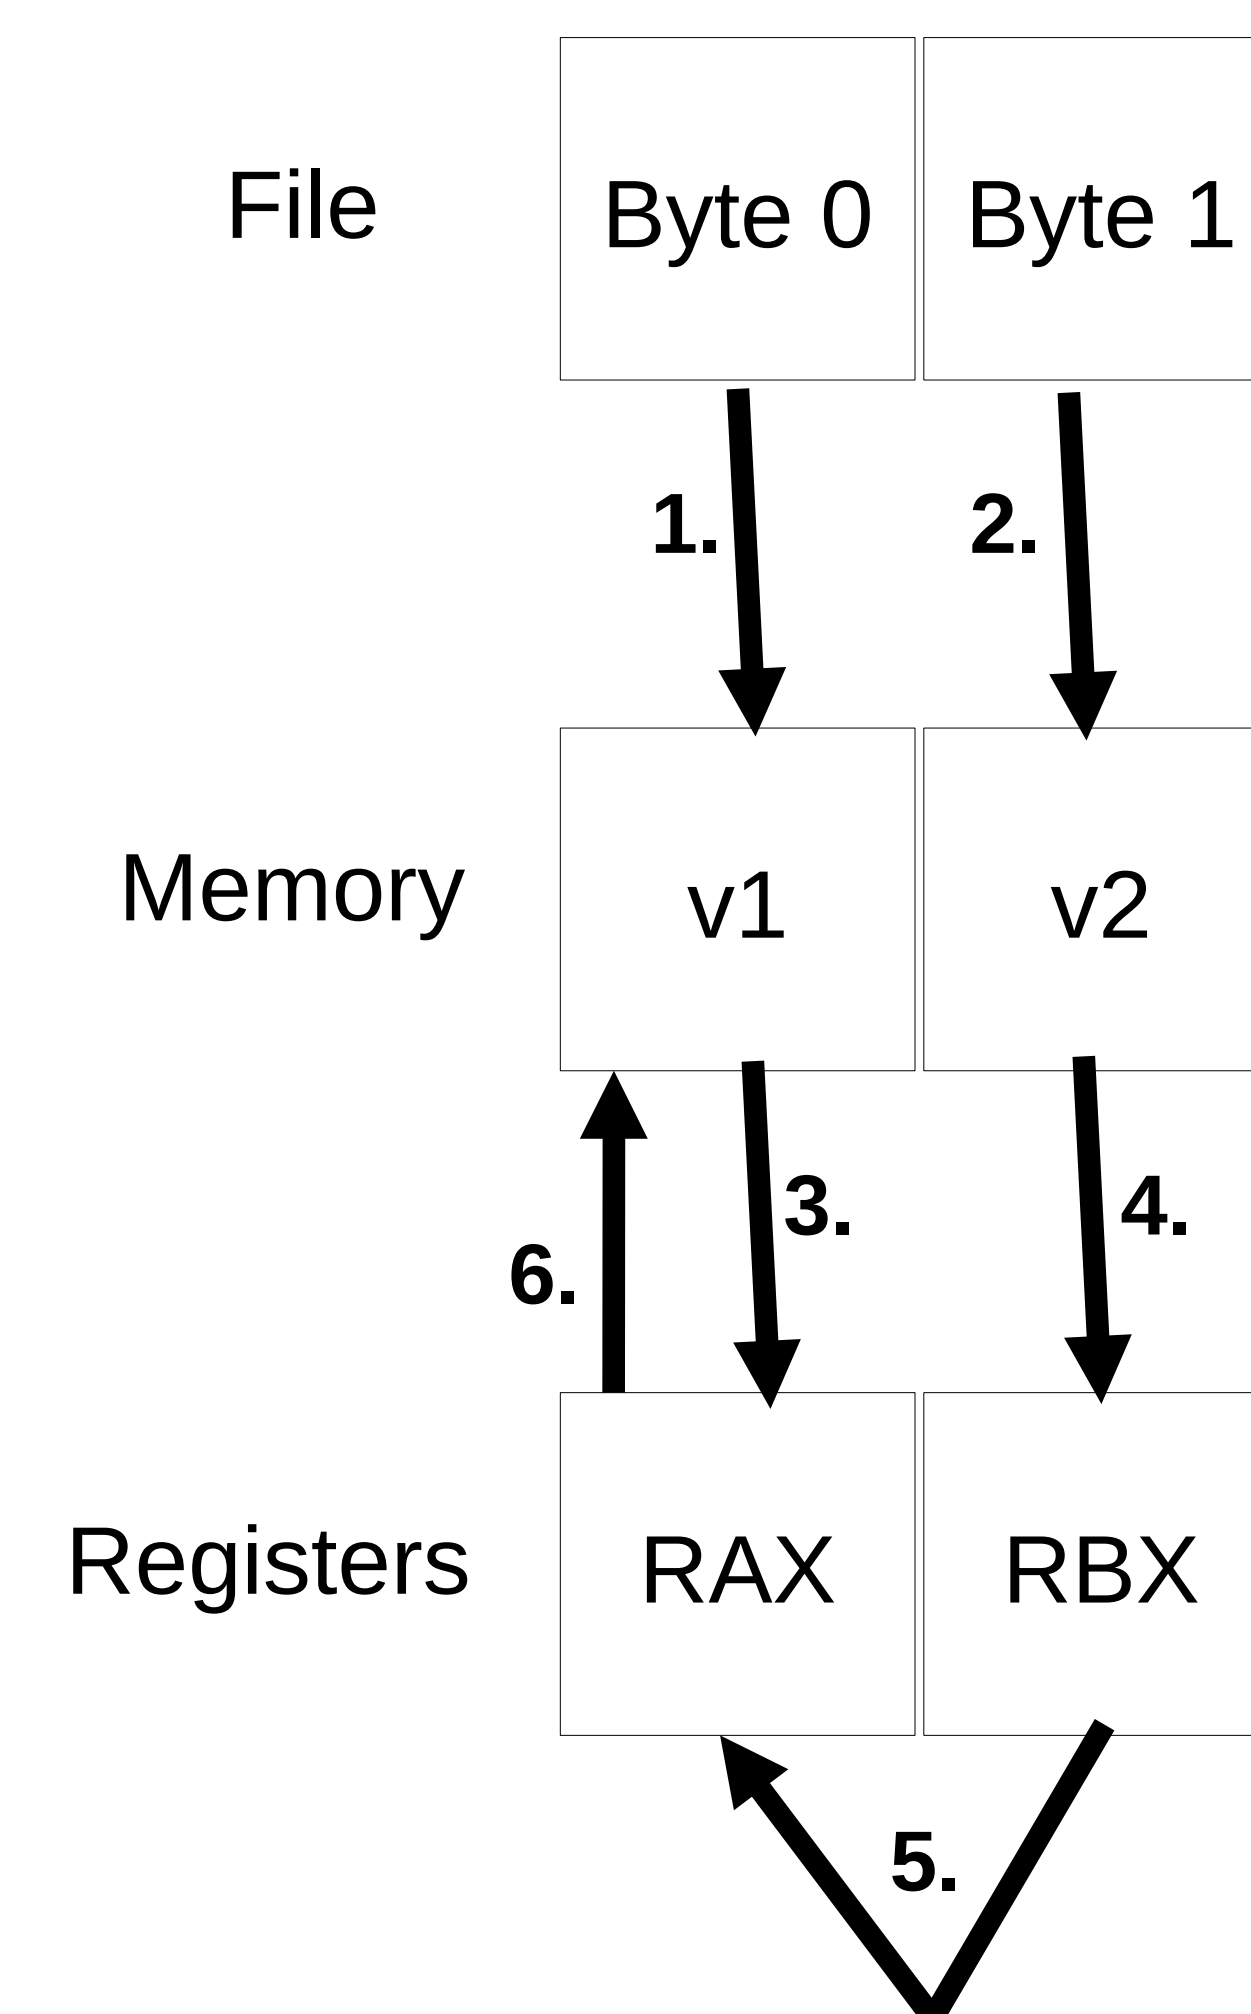 File
Byte 0
Byte 1
1.
2.
Memory
v1
v2
3.
4.
6.
Registers
RAX
RBX
5.